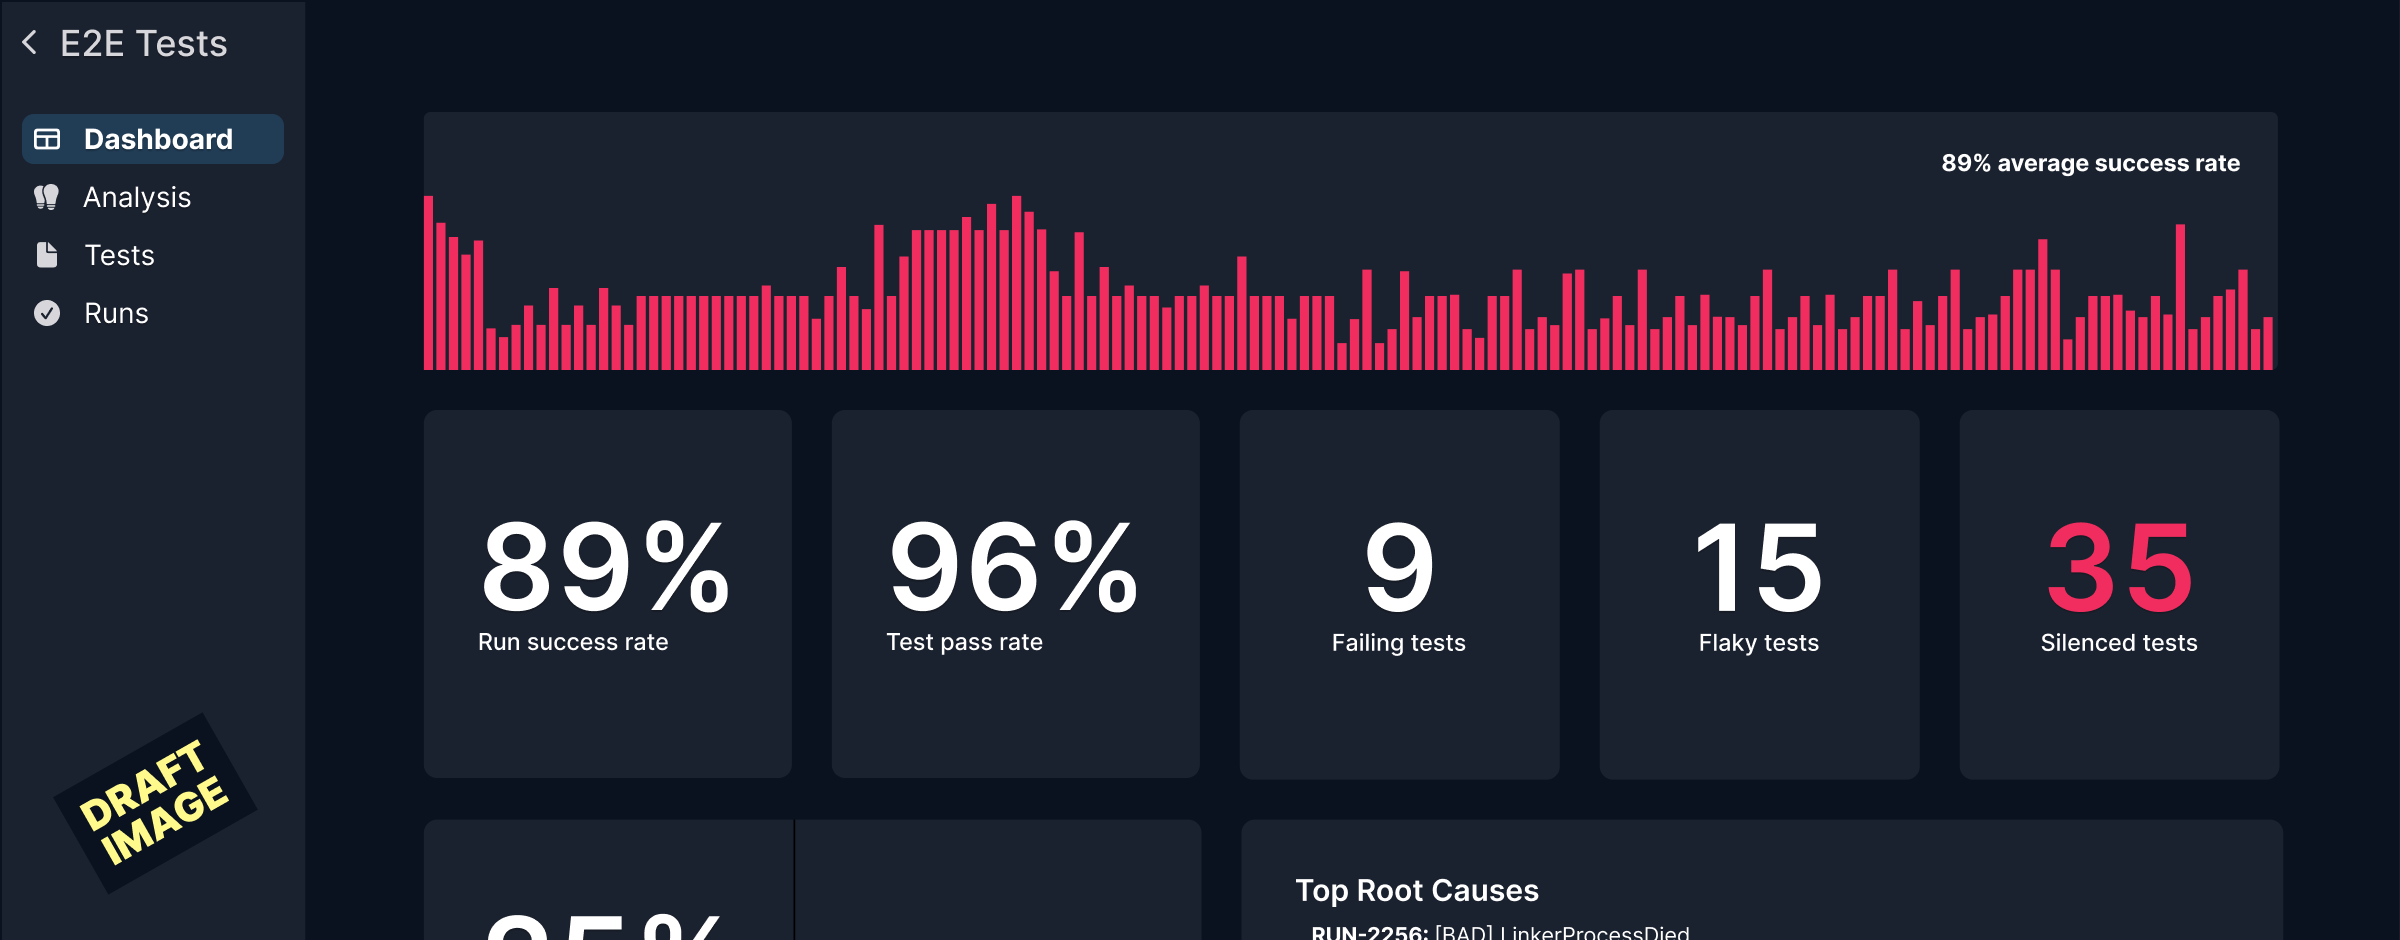 E2E Tests
Dashboard
Analysis
Tests
Runs
DRAFT
IMAGE
89% average success rate
89%
Run success rate
96%
Test pass rate
9
Failing tests
15
Flaky tests
35
Silenced tests
Top Root Causes
RUN-2256: [BAD] LinkerProcessDied